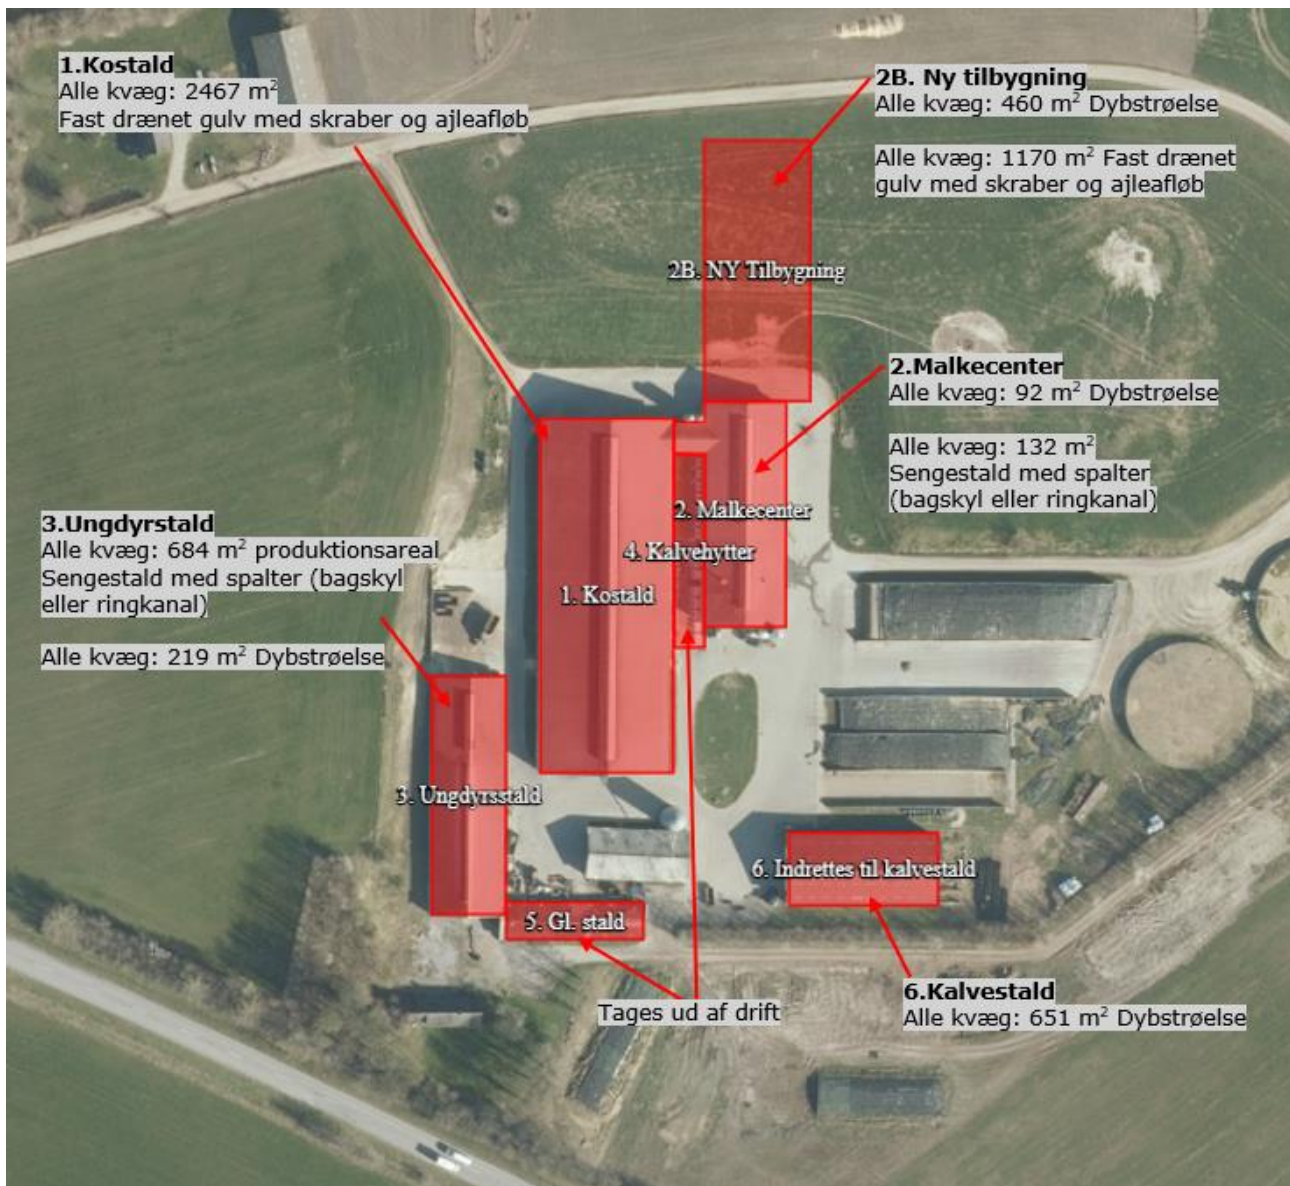 1.Kostald
Alle kvæg: 2467 m²
Fast drænet gulv med skraber og ajleafløb
2B. Ny tilbygning
Alle kvæg: 460 m² Dybstrøelse
Alle kvæg: 1170 m² Fast drænet
gulv med skraber og ajleafløb
2B. NY Tilbygning
2.Malkecenter
Alle kvæg: 92 m² Dybstrøelse
Alle kvæg: 132 m²
Sengestald med spalter
(bagskyl eller ringkanal)
3.Ungdyrstald
Alle kvæg: 684 m² produktionsareal
Sengestald med spalter (bagskyl
eller ringkanal)
Alle kvæg: 219 m² Dybstrøelse
2. Malkecenter
4. Kalvehytter
1. Kostald
3. Ungdyrsstald
6. Indrettes til kalvestald
5. Gl. stald
Tages ud af drift
6.Kalvestald
Alle kvæg: 651 m² Dybstrøelse